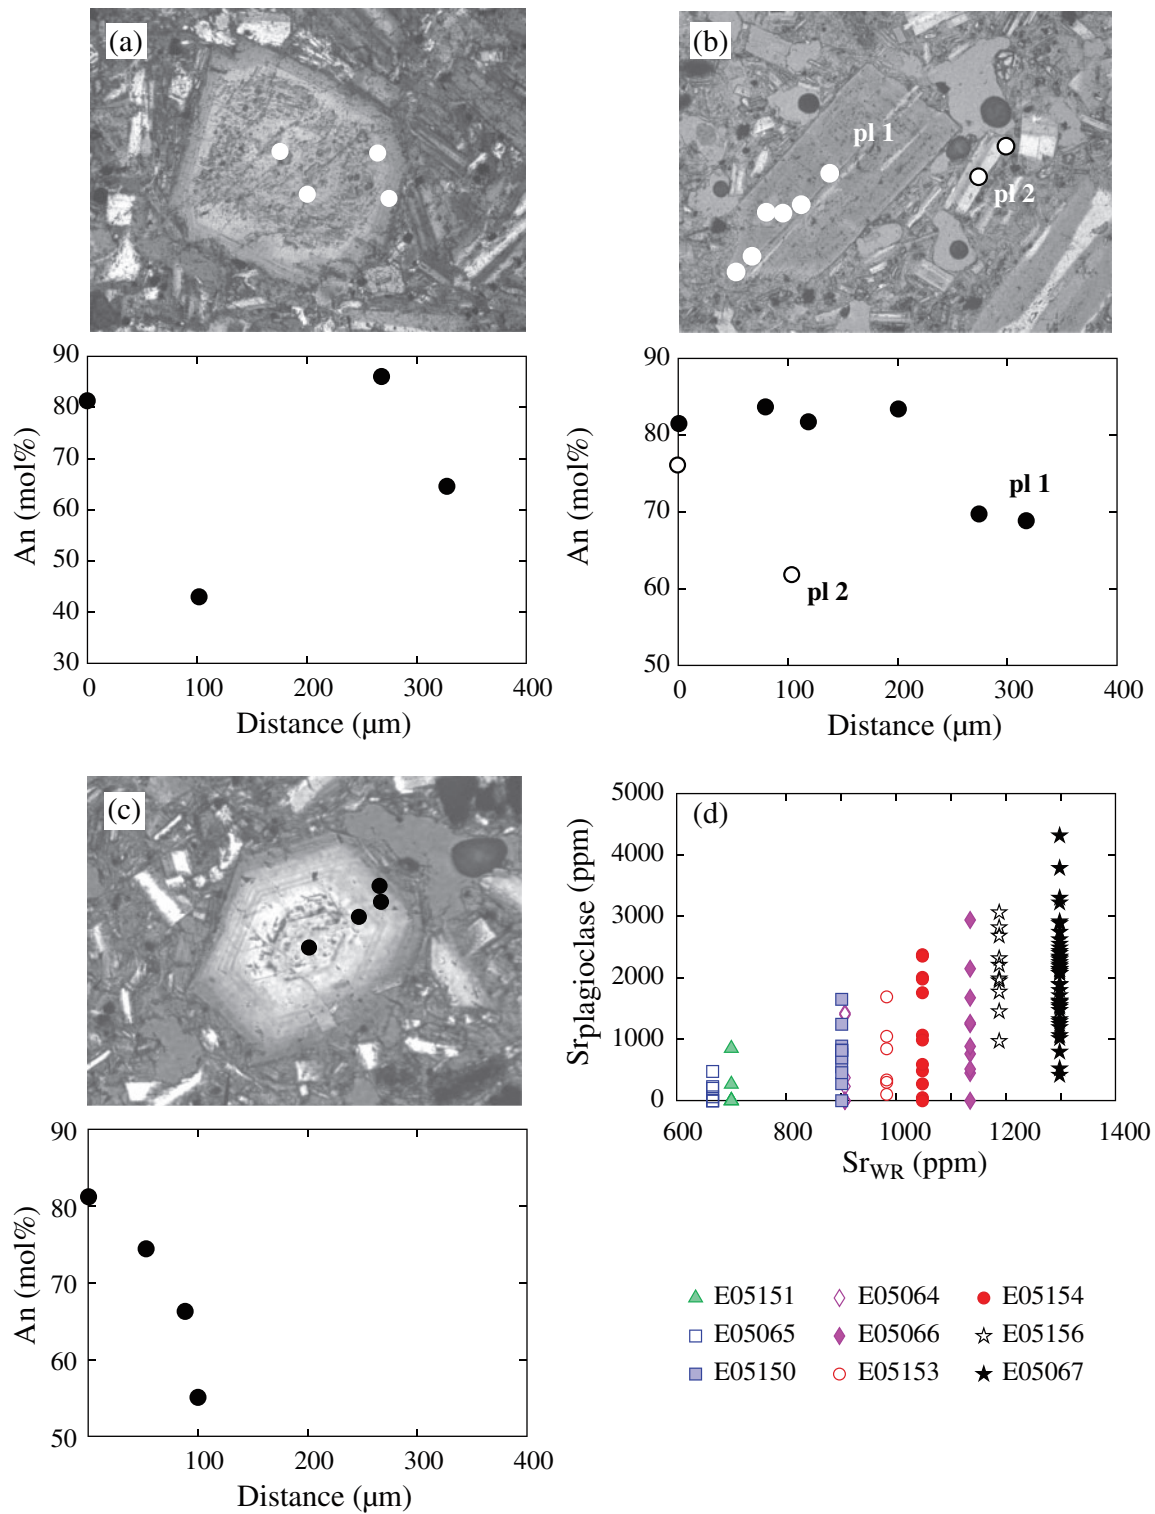 (a)
(b)
pl 1
pl 2
90
80
70
60
50
40
30
An (mol%)
0
100
200
300
400
Distance (µm)
90
80
70
60
50
An (mol%)
pl 1
pl 2
0
100
200
300
400
Distance (µm)
(c)
90
80
70
60
50
An (mol%)
100
200
300
400
Distance (µm)
(d)
5000
4000
3000
2000
1000
0
Srplagioclase (ppm)
600
800
1000
1200
1400
SrWR (ppm)
E05151
E05064
E05154
E05065
E05066
E05156
E05150
E05153
E05067